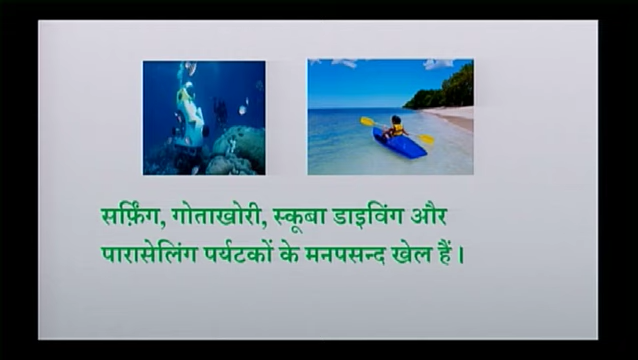 सर्फ़िंग, गोताखोरी, स्कूबा डाइविंग और
पारासेलिंग पर्यटकों के मनपसन्द खेल हैं।